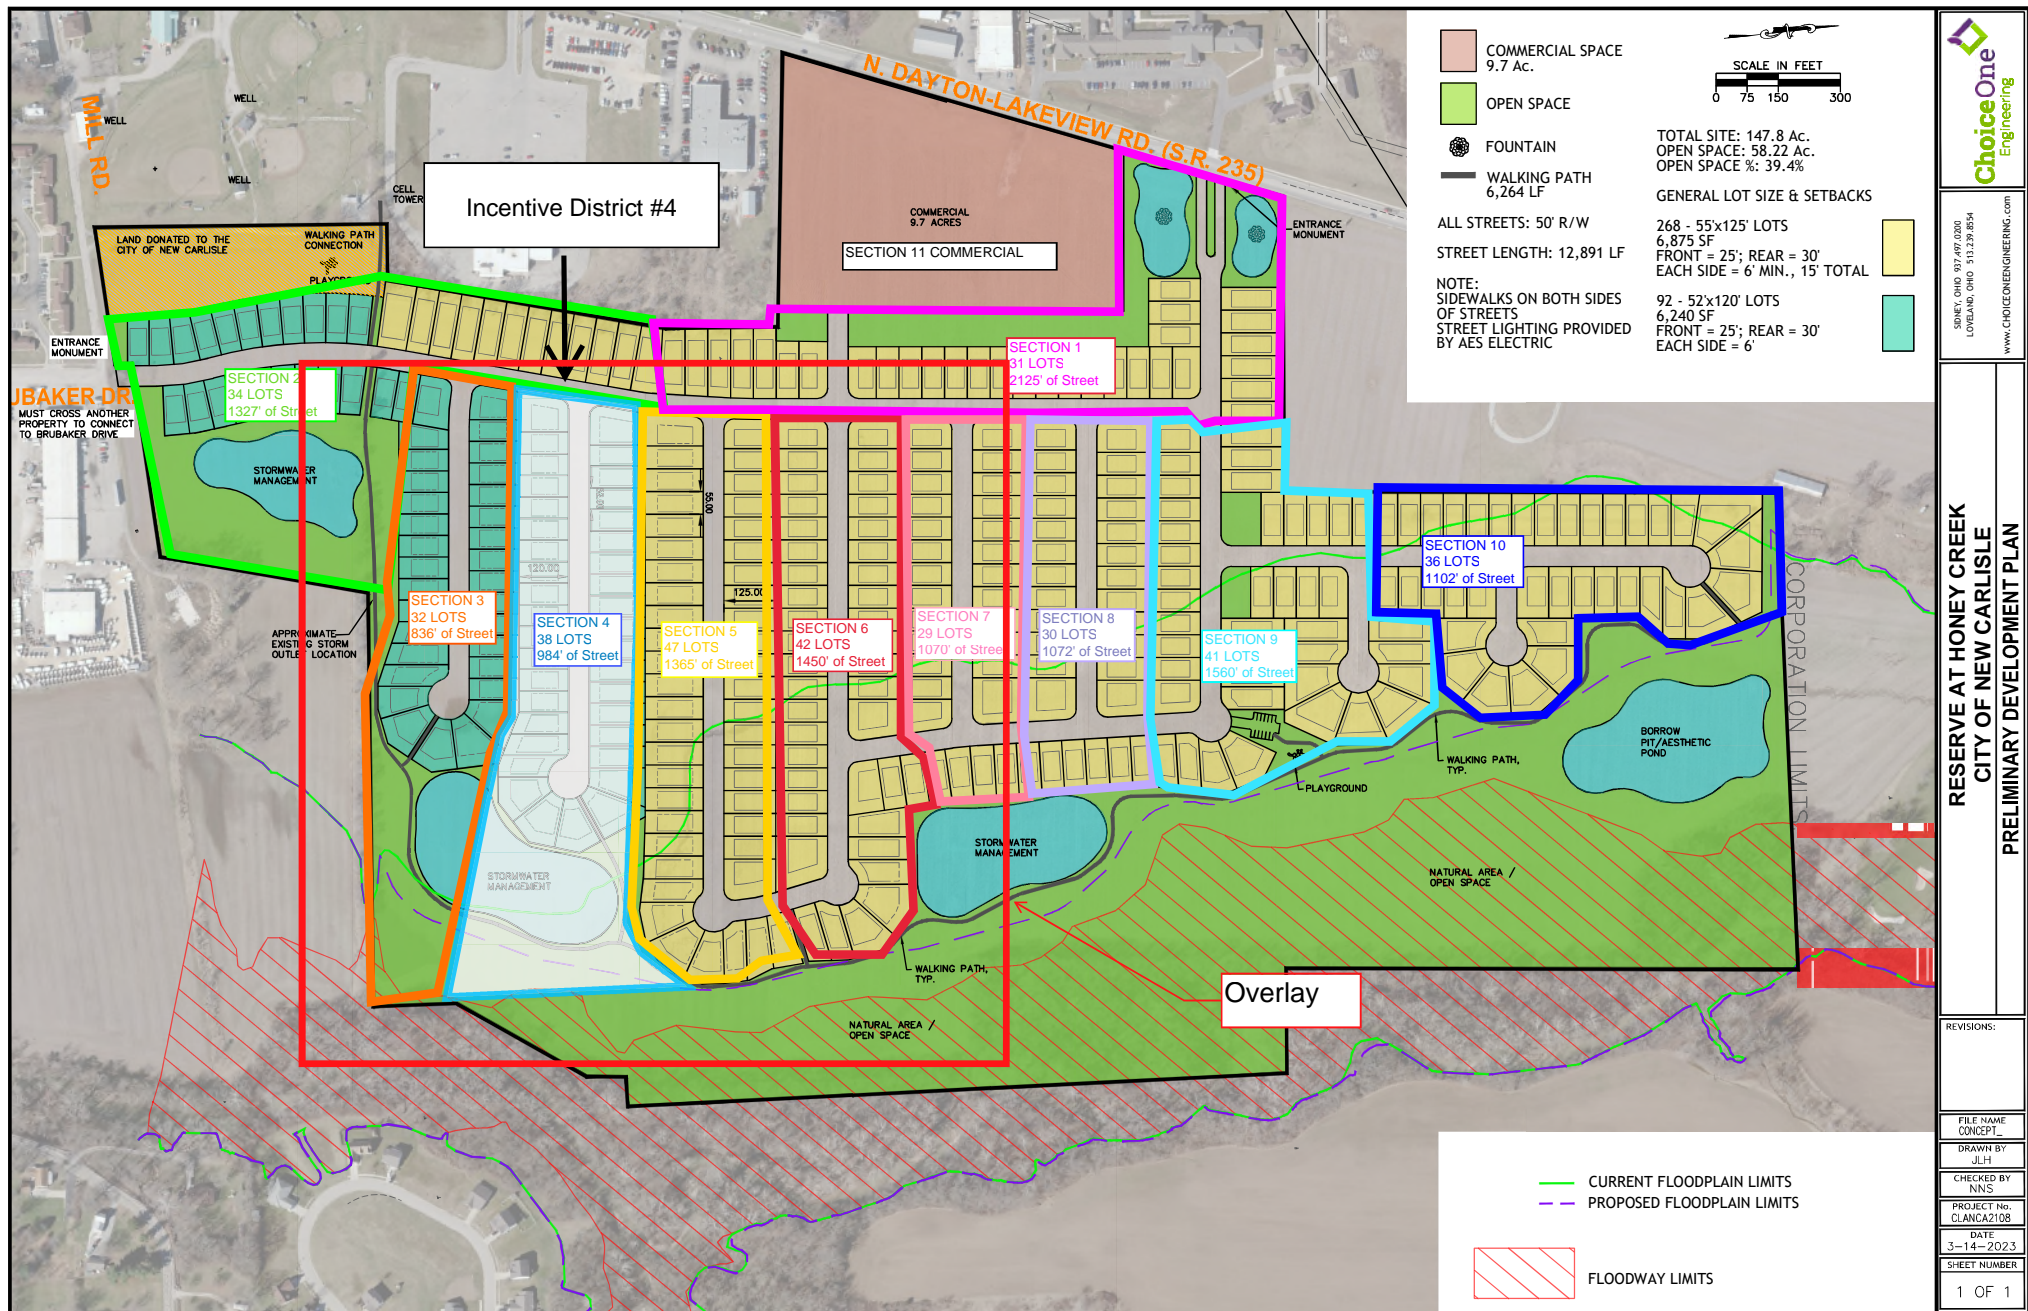 MILL RD.
WELL
WELL
WELL
CELL
TOWER
Incentive District #4
N. DAYTON-LAKEVIEW RD. (S.R. 235)
COMMERCIAL
9.7 ACRES
SECTION 11 COMMERCIAL
ENTRANCE
MONUMENT
LAND DONATED TO THE
CITY OF NEW CARLISLE
WALKING PATH
CONNECTION
ENTRANCE
MONUMENT
UBAKER DR.
MUST CROSS ANOTHER
PROPERTY TO CONNECT
TO BRUBAKER DRIVE
SECTION 2
34 LOTS
1327' of Street
STORMWATER
MANAGEMENT
SECTION 1
31 LOTS
2125' of Street
APPROXIMATE
EXISTING STORM
OUTLET LOCATION
SECTION 3
32 LOTS
836' of Street
120.00
SECTION 4
38 LOTS
984' of Street
55.00
125.00
SECTION 5
47 LOTS
1365' of Street
SECTION 6
42 LOTS
1450' of Street
SECTION 7
29 LOTS
1070' of Street
SECTION 8
30 LOTS
1072' of Street
SECTION 9
41 LOTS
1560' of Street
SECTION 10
36 LOTS
1102' of Street
CORPORATION LIMITS
BORROW
PIT/AESTHETIC
POND
WALKING PATH,
TYP.
PLAYGROUND
STORMWATER
MANAGEMENT
STORMWATER
MANAGEMENT
NATURAL AREA /
OPEN SPACE
WALKING PATH,
TYP.
NATURAL AREA /
OPEN SPACE
Overlay
COMMERCIAL SPACE
9.7 Ac.
OPEN SPACE
FOUNTAIN
WALKING PATH
6,264 LF
ALL STREETS: 50' R/W
STREET LENGTH: 12,891 LF
NOTE:
SIDEWALKS ON BOTH SIDES
OF STREETS
STREET LIGHTING PROVIDED
BY AES ELECTRIC
SCALE IN FEET
0 75 150 300
TOTAL SITE: 147.8 Ac.
OPEN SPACE: 58.22 Ac.
OPEN SPACE %: 39.4%
GENERAL LOT SIZE & SETBACKS
268 - 55'x125' LOTS
6,875 SF
FRONT = 25'; REAR = 30'
EACH SIDE = 6' MIN., 15' TOTAL
92 - 52'x120' LOTS
6,240 SF
FRONT = 25'; REAR = 30'
EACH SIDE = 6'
CURRENT FLOODPLAIN LIMITS
PROPOSED FLOODPLAIN LIMITS
FLOODWAY LIMITS
ChoiceOne
Engineering
SIDNEY, OHIO 937.497.0200
LOVELAND, OHIO 513.239.8554
www.CHOICEONEENGINEERING.com
RESERVE AT HONEY CREEK
CITY OF NEW CARLISLE
PRELIMINARY DEVELOPMENT PLAN
REVISIONS:
FILE NAME
CONCEPT_
DRAWN BY
JLH
CHECKED BY
NNS
PROJECT No.
CLANCA2108
DATE
3-14-2023
SHEET NUMBER
1 OF 1